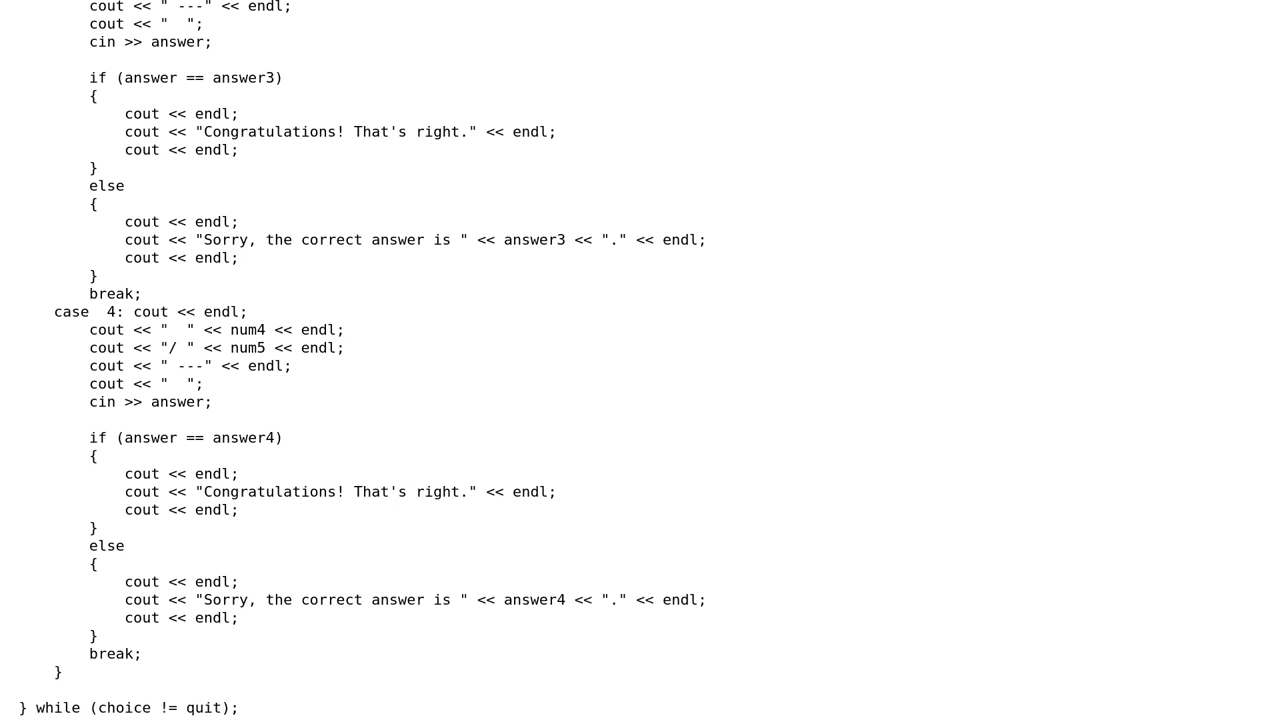 cout << " ---" << endl;
        cout << "  ";
        cin >> answer;

        if (answer == answer3)
        {
            cout << endl;
            cout << "Congratulations! That's right." << endl;
            cout << endl;
        }
        else
        {
            cout << endl;
            cout << "Sorry, the correct answer is " << answer3 << "." << endl;
            cout << endl;
        }
        break;
    case  4: cout << endl;
        cout << "  " << num4 << endl;
        cout << "/ " << num5 << endl;
        cout << " ---" << endl;
        cout << "  ";
        cin >> answer;

        if (answer == answer4)
        {
            cout << endl;
            cout << "Congratulations! That's right." << endl;
            cout << endl;
        }
        else
        {
            cout << endl;
            cout << "Sorry, the correct answer is " << answer4 << "." << endl;
            cout << endl;
        }
        break;
    }

} while (choice != quit);